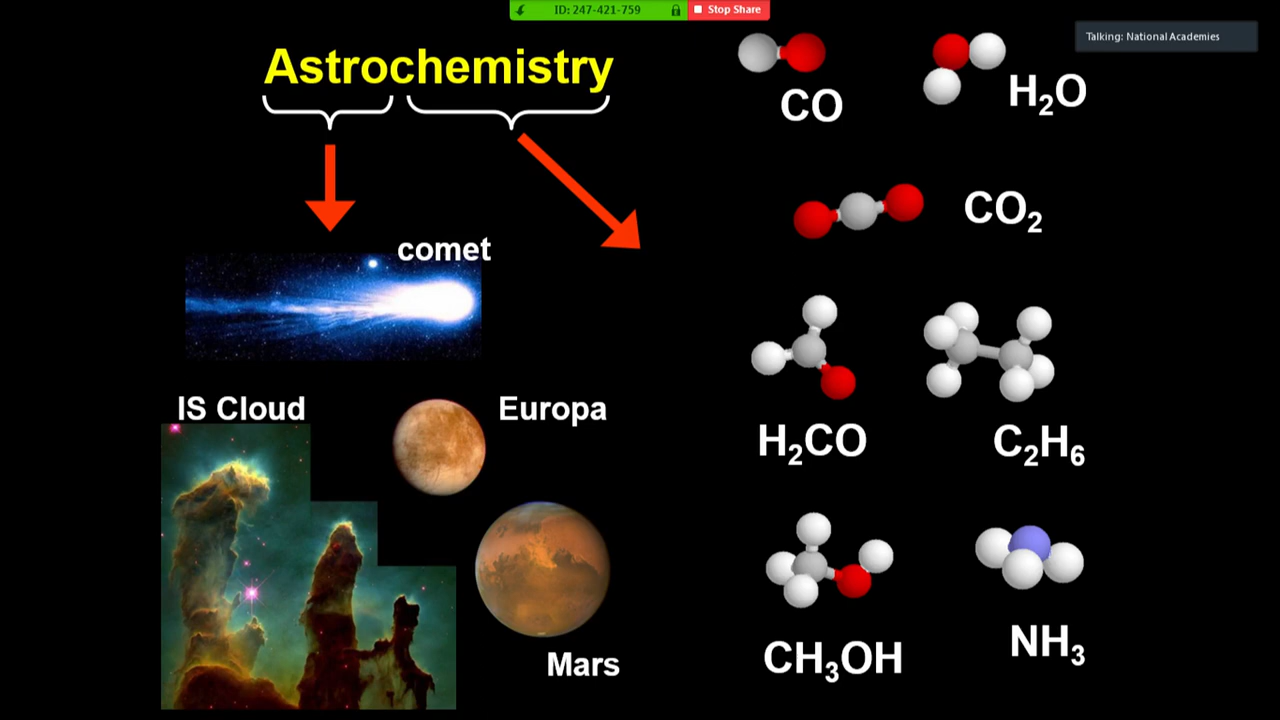 ID: 247-421-759
Stop Share
Talking: National Academies
Astrochemistry
CO
H₂O
CO₂
comet
IS Cloud
Europa
H₂CO
C₂H₆
Mars
CH₃OH
NH₃